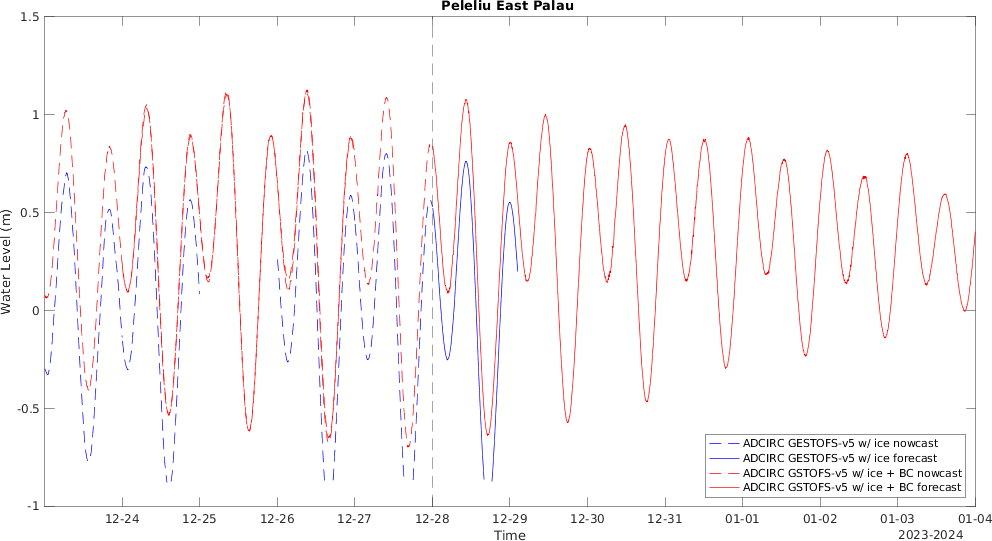 Peleliu East Palau
Water Level (m)
1.5
1
0.5
0
-0.5
-1
12-24
12-25
12-26
12-27
12-28
12-29
12-30
12-31
01-01
01-02
01-03
01-04
Time
2023-2024
ADCIRC GESTOFS-v5 w/ ice nowcast
ADCIRC GESTOFS-v5 w/ ice forecast
ADCIRC GSTOFS-v5 w/ ice + BC nowcast
ADCIRC GSTOFS-v5 w/ ice + BC forecast